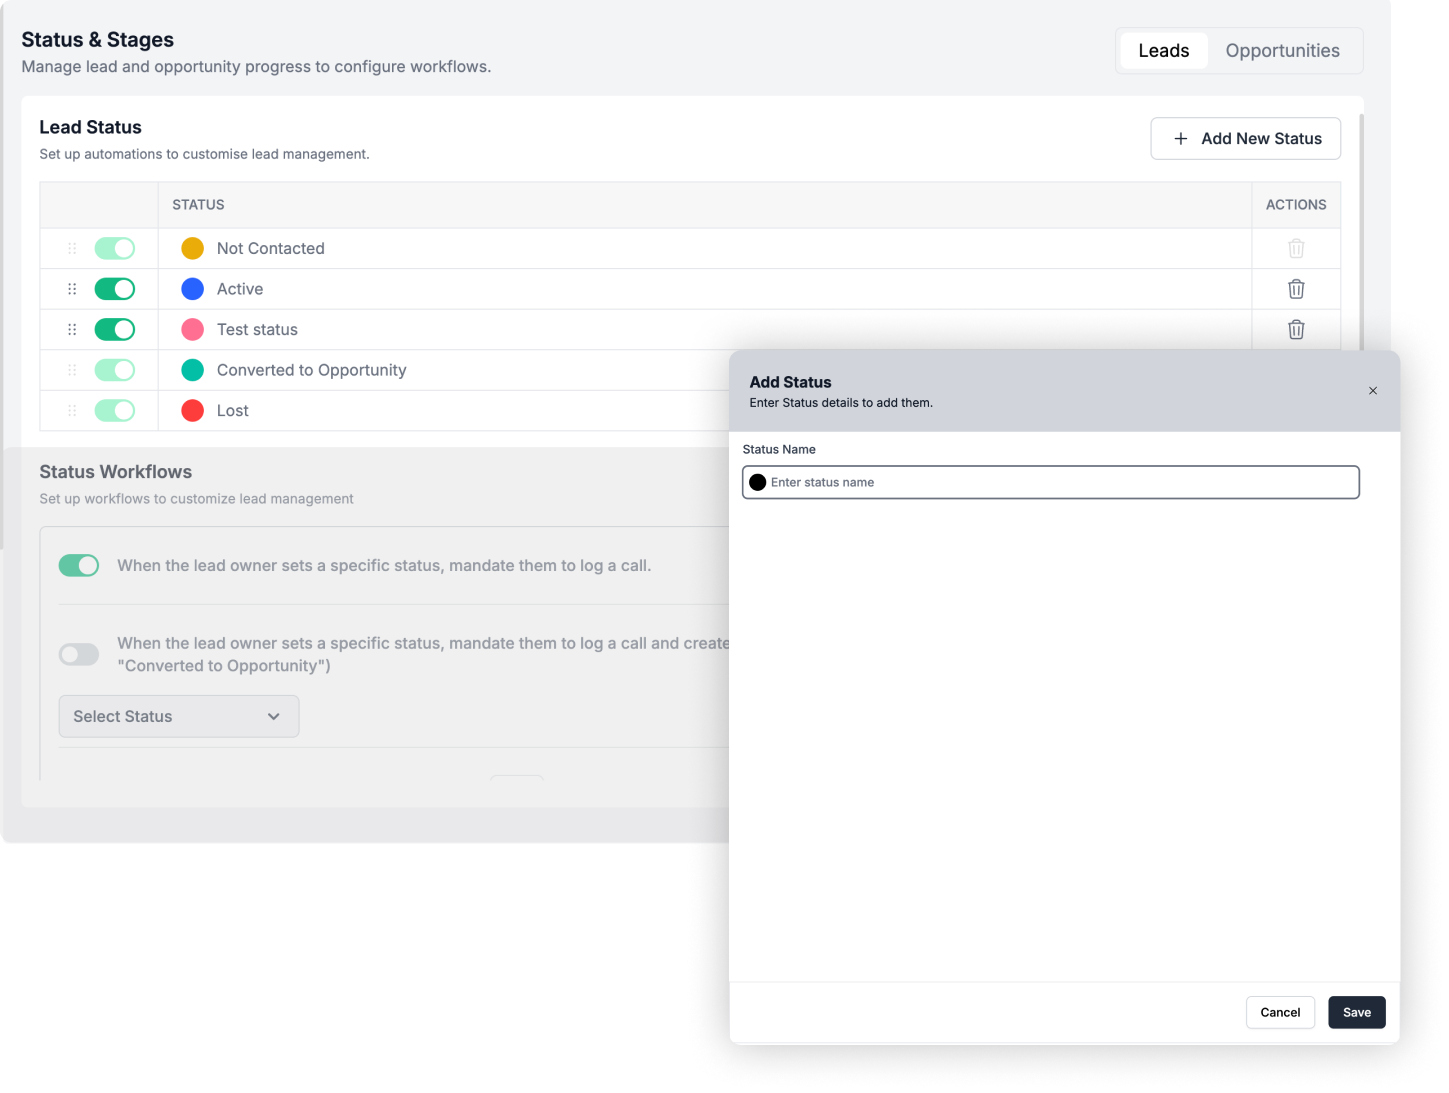 Status & Stages
Manage lead and opportunity progress to configure workflows.
Leads
Opportunities
Lead Status
Set up automations to customise lead management.
+ Add New Status
STATUS
ACTIONS
Not Contacted
Active
Test status
Converted to Opportunity
Lost
Status Workflows
Set up workflows to customize lead management
When the lead owner sets a specific status, mandate them to log a call.
When the lead owner sets a specific status, mandate them to log a call and create
"Converted to Opportunity")
Select Status
Add Status
Enter Status details to add them.
Status Name
Enter status name
Cancel
Save